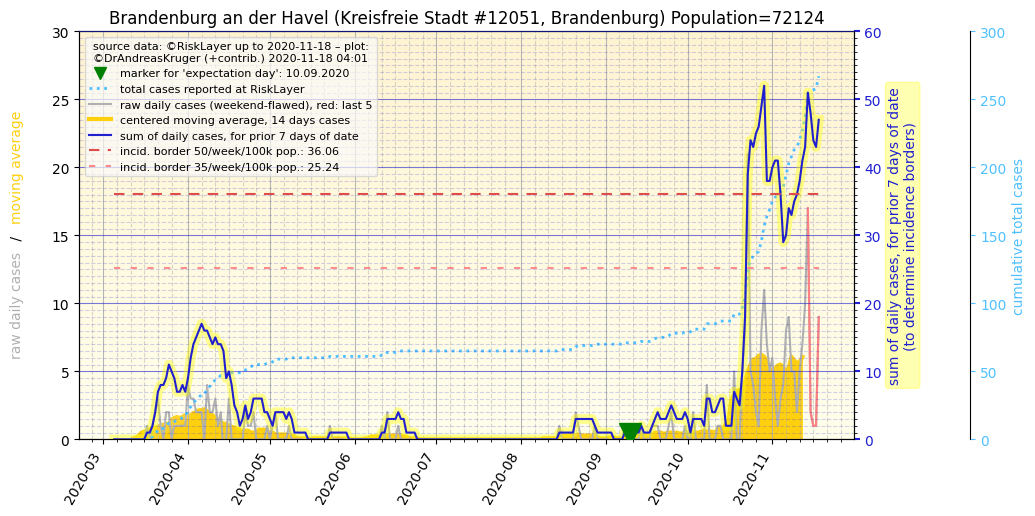 Brandenburg an der Havel (Kreisfreie Stadt #12051, Brandenburg) Population=72124
source data: ©RiskLayer up to 2020-11-18 – plot:
©DrAndreasKruger (+contrib.) 2020-11-18 04:01
marker for 'expectation day': 10.09.2020
total cases reported at RiskLayer
raw daily cases (weekend-flawed), red: last 5
centered moving average, 14 days cases
sum of daily cases, for prior 7 days of date
incid. border 50/week/100k pop.: 36.06
incid. border 35/week/100k pop.: 25.24
raw daily cases / moving average
30
25
20
15
10
5
0
2020-03
2020-04
2020-05
2020-06
2020-07
2020-08
2020-09
2020-10
2020-11
60
50
40
30
20
10
0
sum of daily cases, for prior 7 days of date
(to determine incidence borders)
300
250
200
150
100
50
0
cumulative total cases